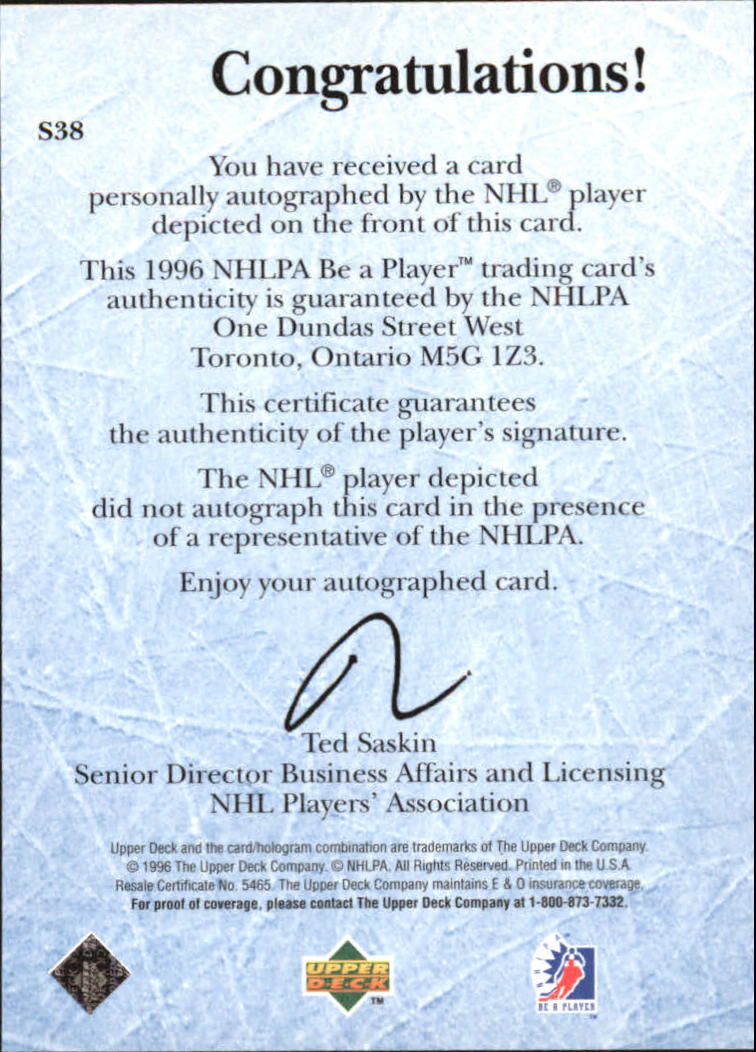 Congratulations!
S38
You have received a card
personally autographed by the NHL® player
depicted on the front of this card.
This 1996 NHLPA Be a Player™ trading card's
authenticity is guaranteed by the NHLPA
One Dundas Street West
Toronto, Ontario M5G 1Z3.
This certificate guarantees
the authenticity of the player's signature.
The NHL® player depicted
did not autograph this card in the presence
of a representative of the NHLPA.
Enjoy your autographed card.
Ted Saskin
Senior Director Business Affairs and Licensing
NHL Players' Association
Upper Deck and the card/hologram combination are trademarks of The Upper Deck Company.
© 1996 The Upper Deck Company. © NHLPA. All Rights Reserved. Printed in the U.S.A.
Resale Certificate No. 5465. The Upper Deck Company maintains E & O insurance coverage.
For proof of coverage, please contact The Upper Deck Company at 1-800-873-7332.
UPPER
DECK
TM
BE A PLAYER